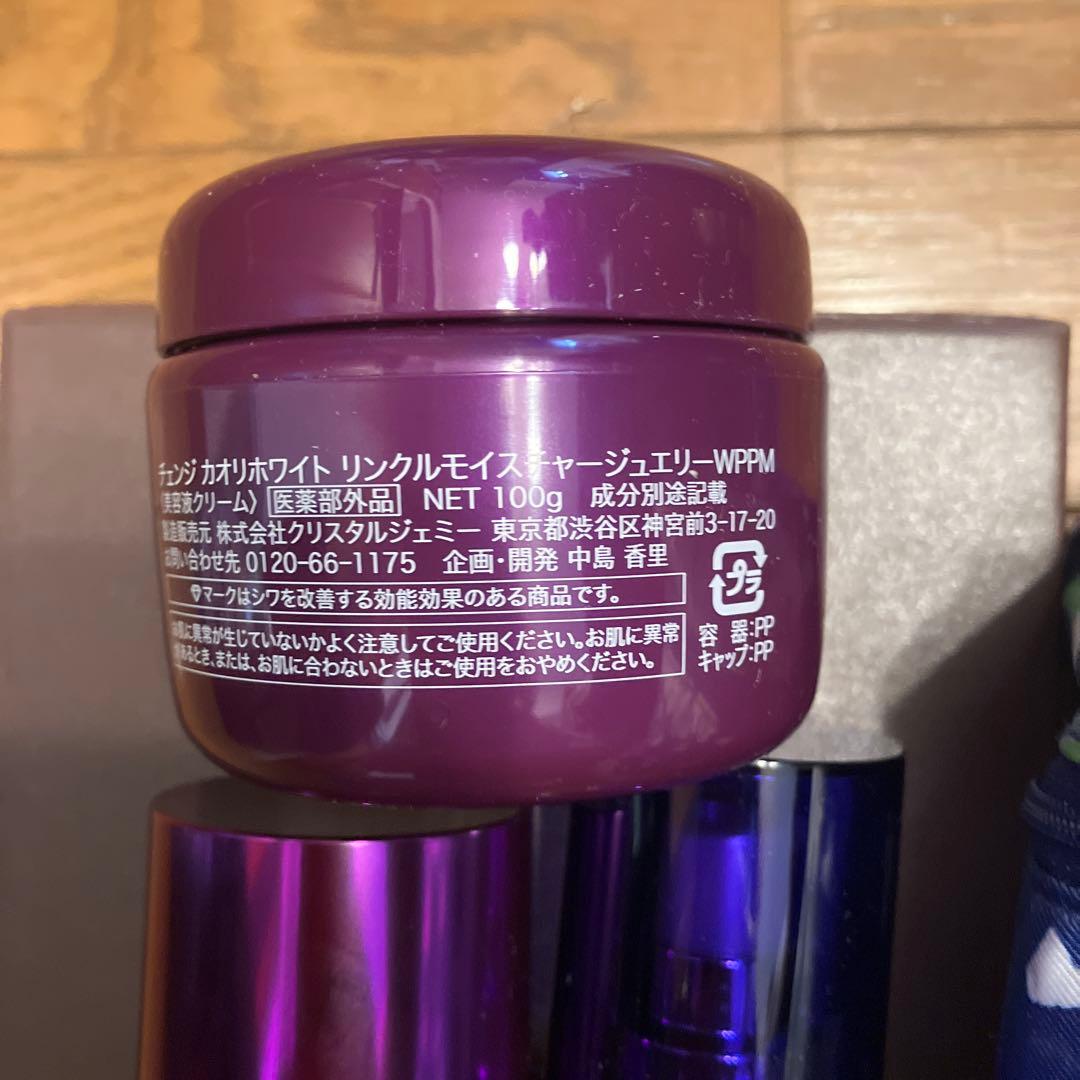 チェンジ カオリホワイト リンクルモイスチャージュエリーWPPM
〈美容液クリーム〉 医薬部外品 NET 100g 成分別途記載
製造販売元 株式会社クリスタルジェミー 東京都渋谷区神宮前3-17-20
お問い合わせ先 0120-66-1175 企画・開発 中島 香里
マークはシワを改善する効能効果のある商品です。
お肌に異常が生じていないかよく注意してご使用ください。お肌に異常
があるとき、または、お肌に合わないときはご使用をおやめください。
プラ
容器:PP
キャップ:PP